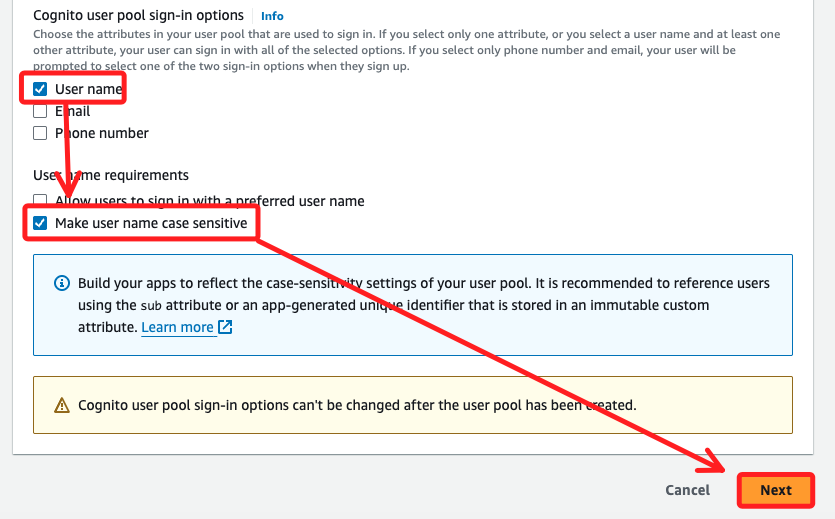 Cognito user pool sign-in options Info
Choose the attributes in your user pool that are used to sign in. If you select only one attribute, or you select a user name and at least one
other attribute, your user can sign in with all of the selected options. If you select only phone number and email, your user will be
prompted to select one of the two sign-in options when they sign up.
User name
Email
Phone number
User name requirements
Allow users to sign in with a preferred user name
Make user name case sensitive
Build your apps to reflect the case-sensitivity settings of your user pool. It is recommended to reference users
using the sub attribute or an app-generated unique identifier that is stored in an immutable custom
attribute. Learn more
Cognito user pool sign-in options can't be changed after the user pool has been created.
Cancel Next